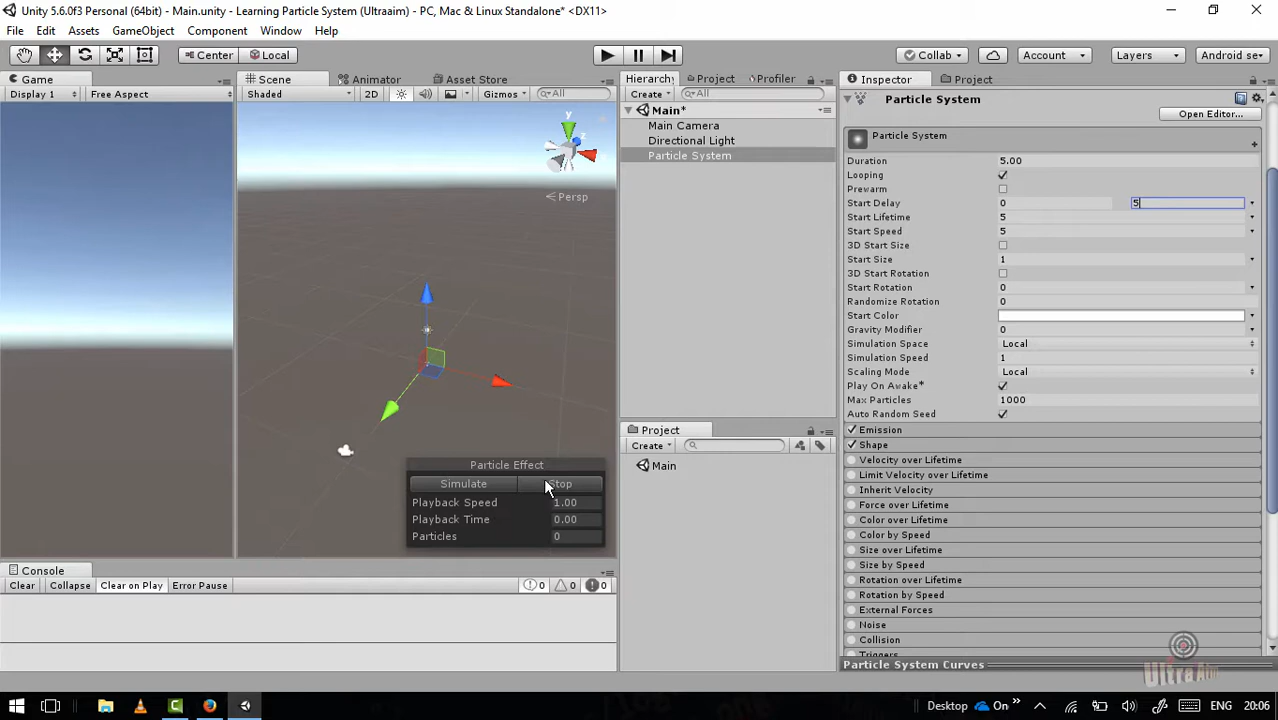 Unity 5.6.0f3 Personal (64bit) - Main.unity - Learning Particle System (Ultraaim) - PC, Mac & Linux Standalone* <DX11>
File Edit Assets GameObject Component Window Help
Center Local Collab Account Layers Android se
Game Scene Animator Asset Store Hierarchy Project Profiler Inspector Project
Display 1 Free Aspect Shaded 2D Gizmos All Create All Particle System
Open Editor...
Main*
Main Camera
Directional Light
Particle System
y
z
Persp
Particle System
Duration 5.00
Looping
Prewarm
Start Delay 0 5
Start Lifetime 5
Start Speed 5
3D Start Size
Start Size 1
3D Start Rotation
Start Rotation 0
Randomize Rotation 0
Start Color
Gravity Modifier 0
Simulation Space Local
Simulation Speed 1
Scaling Mode Local
Play On Awake*
Max Particles 1000
Auto Random Seed
Emission
Shape
Velocity over Lifetime
Limit Velocity over Lifetime
Inherit Velocity
Force over Lifetime
Color over Lifetime
Color by Speed
Size over Lifetime
Size by Speed
Rotation over Lifetime
Rotation by Speed
External Forces
Noise
Collision
Triggers
Particle System Curves
Project
Create
Main
Particle Effect
Simulate Stop
Playback Speed 1.00
Playback Time 0.00
Particles 0
Console
Clear Collapse Clear on Play Error Pause 0 0 0
Ultra Aim
Desktop On ENG 20:06